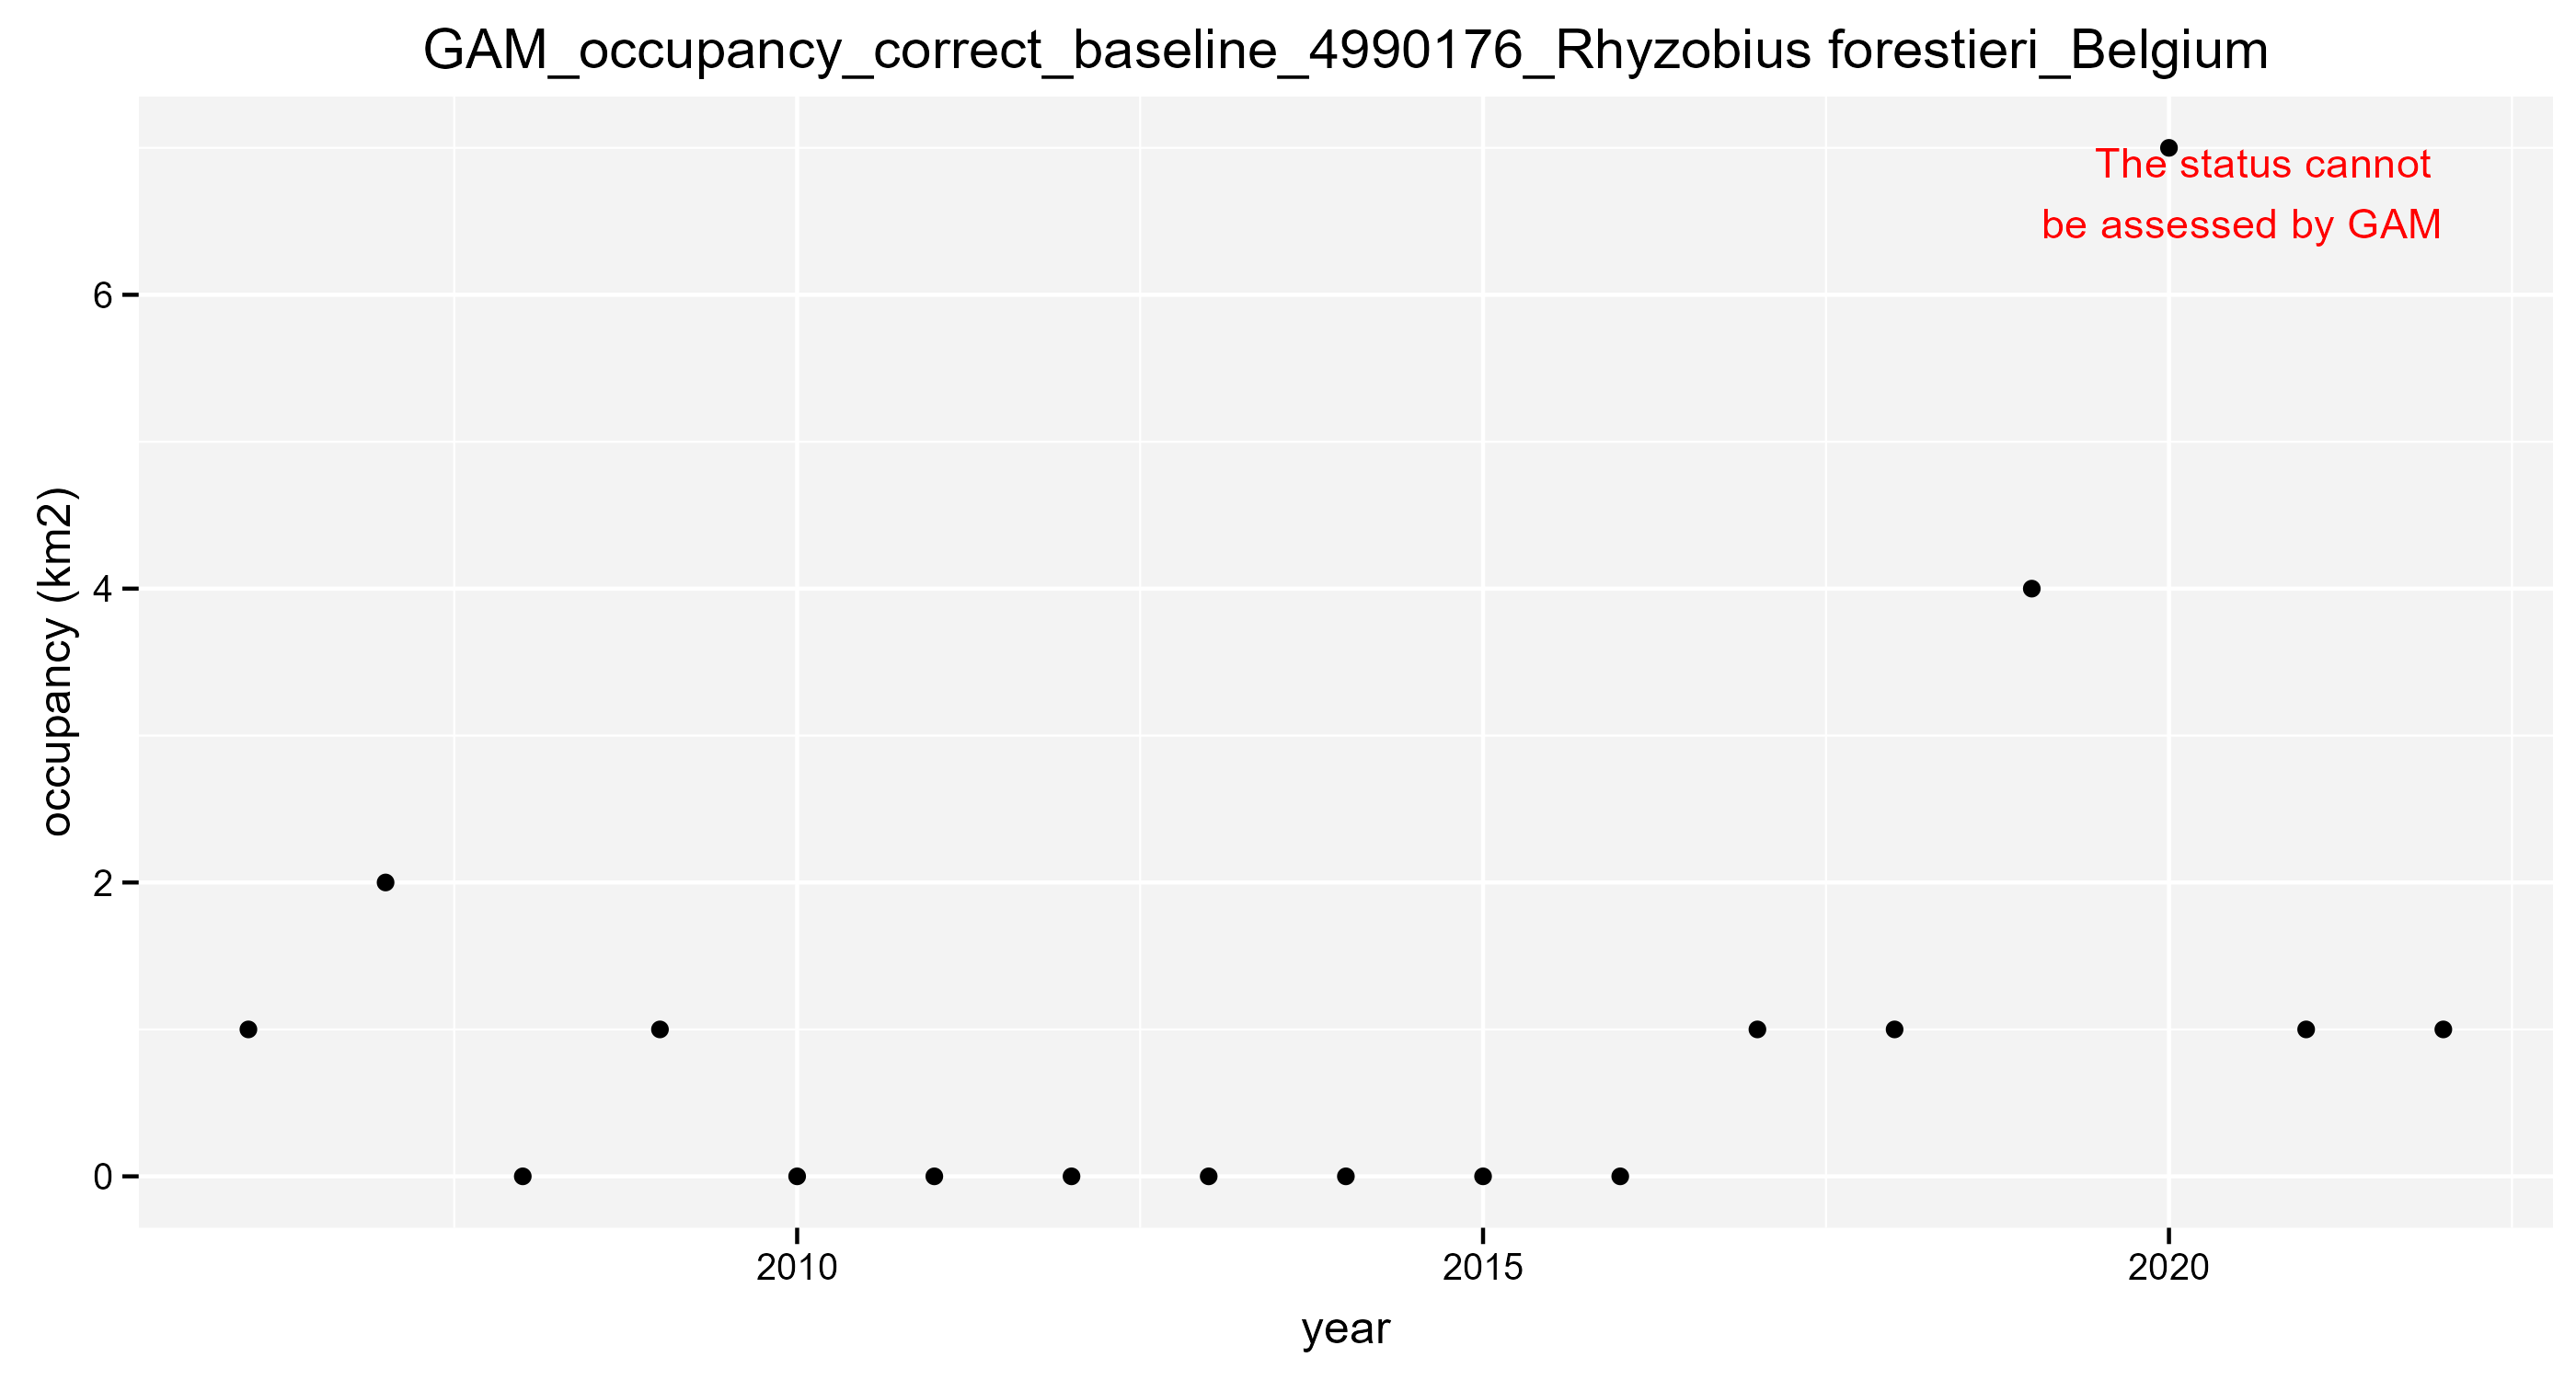 GAM_occupancy_correct_baseline_4990176_Rhyzobius forestieri_Belgium
The status cannot
be assessed by GAM
occupancy (km2)
6
4
2
0
2010
2015
2020
year